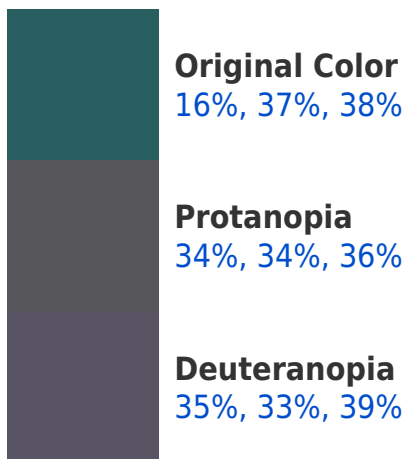 Original Color
16%, 37%, 38%
Protanopia
34%, 34%, 36%
Deuteranopia
35%, 33%, 39%